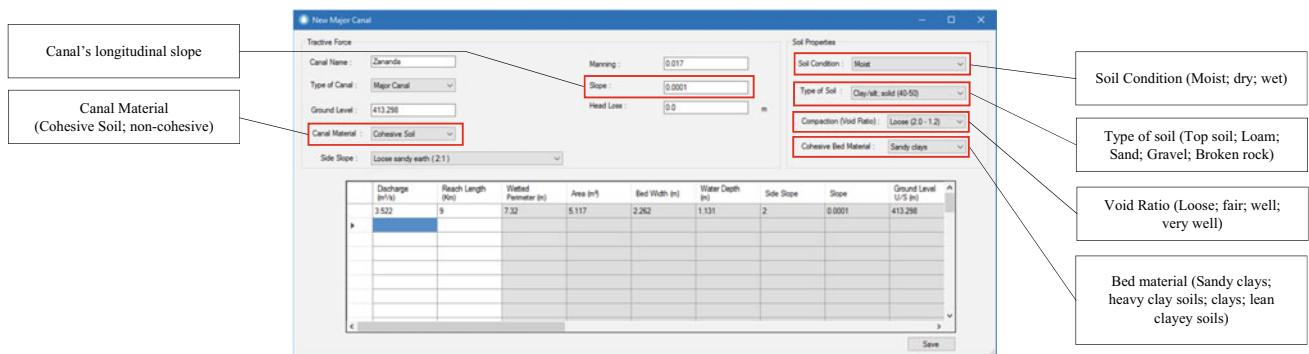 Canal's longitudinal slope
Canal Material
(Cohesive Soil; non-cohesive)
New Major Canal
Tractive Force
Canal Name : Zananda
Type of Canal : Major Canal
Ground Level : 413.298
Canal Material : Cohesive Soil
Side Slope : Loose sandy earth ( 2:1 )
Manning : 0.017
Slope : 0.0001
Head Loss : 0.0 m
Soil Properties
Soil Condition : Moist
Type of Soil : Clay/silt; solid (40-50)
Compaction (Void Ratio) : Loose (2.0 - 1.2)
Cohesive Bed Material : Sandy clays
Discharge (m³/s) Reach Length (Km) Wetted Perimeter (m) Area (m²) Bed Width (m) Water Depth (m) Side Slope Slope Ground Level U/S (m)
3.522 9 7.32 5.117 2.262 1.131 2 0.0001 413.298
Save
Soil Condition (Moist; dry; wet)
Type of soil (Top soil; Loam;
Sand; Gravel; Broken rock)
Void Ratio (Loose; fair; well;
very well)
Bed material (Sandy clays;
heavy clay soils; clays; lean
clayey soils)